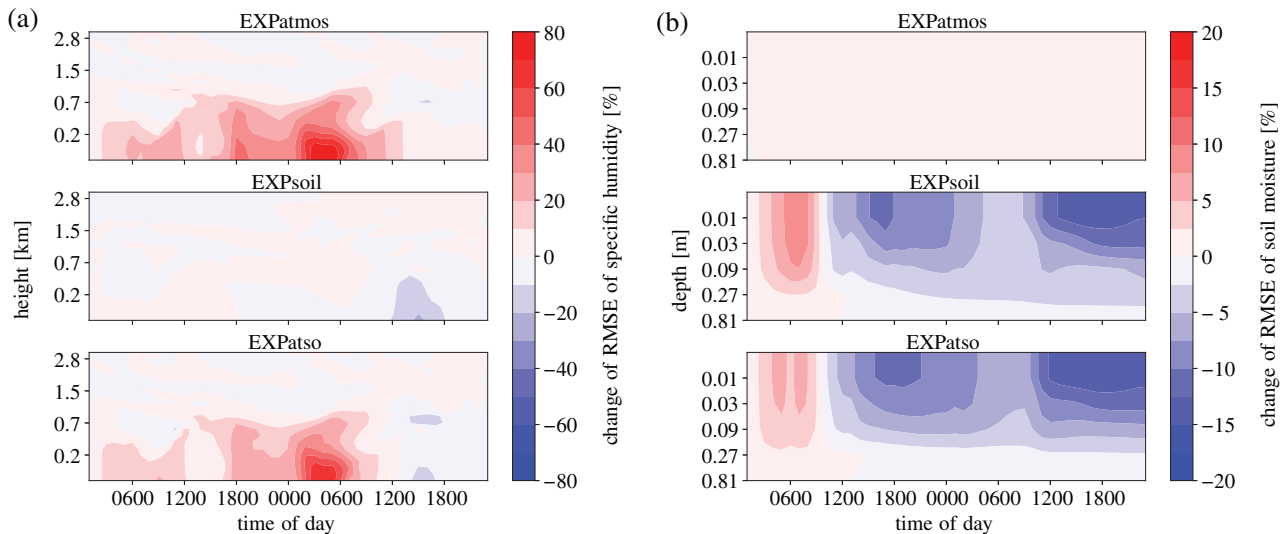 (a)
EXPatmos
2.8
1.5
0.7
0.2
EXPsoil
2.8
1.5
0.7
0.2
EXPatso
2.8
1.5
0.7
0.2
0600 1200 1800 0000 0600 1200 1800
time of day
height [km]
80
60
40
20
0
−20
−40
−60
−80
change of RMSE of specific humidity [%]
(b)
EXPatmos
0.01
0.03
0.09
0.27
0.81
EXPsoil
0.01
0.03
0.09
0.27
0.81
EXPatso
0.01
0.03
0.09
0.27
0.81
0600 1200 1800 0000 0600 1200 1800
time of day
depth [m]
20
15
10
5
0
−5
−10
−15
−20
change of RMSE of soil moisture [%]